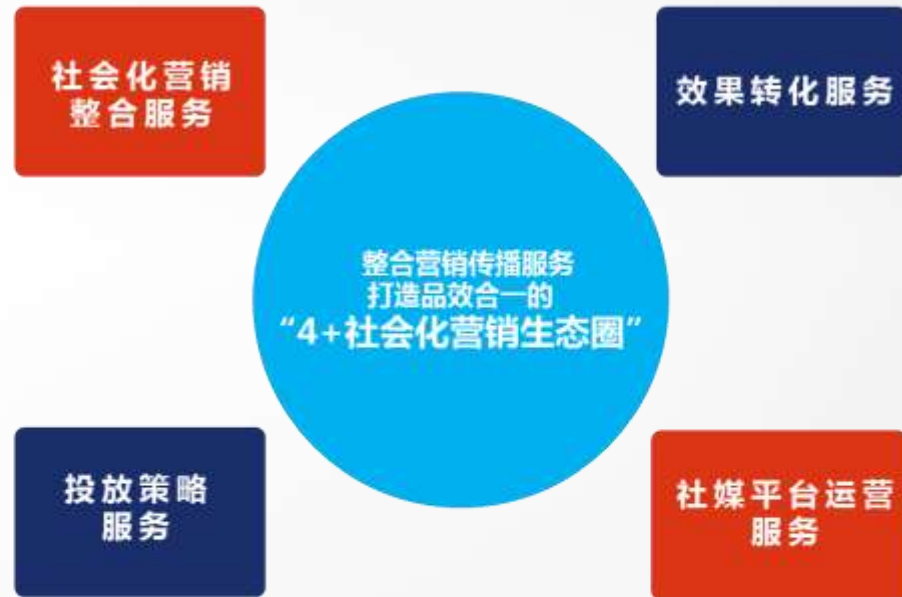 社会化营销
整合服务
效果转化服务
整合营销传播服务
打造品效合一的
“4+社会化营销生态圈”
投放策略
服务
社媒平台运营
服务